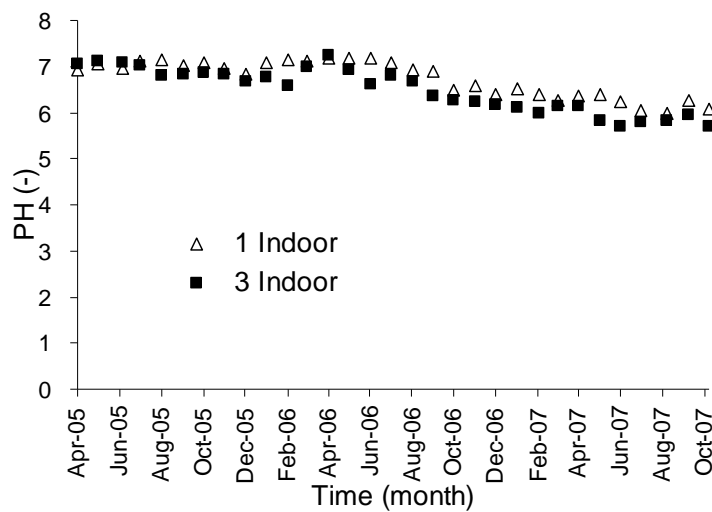 8
7
6
5
4
3
2
1
0
PH (-)
1 Indoor
3 Indoor
Apr-05
Jun-05
Aug-05
Oct-05
Dec-05
Feb-06
Apr-06
Jun-06
Aug-06
Oct-06
Dec-06
Feb-07
Apr-07
Jun-07
Aug-07
Oct-07
Time (month)